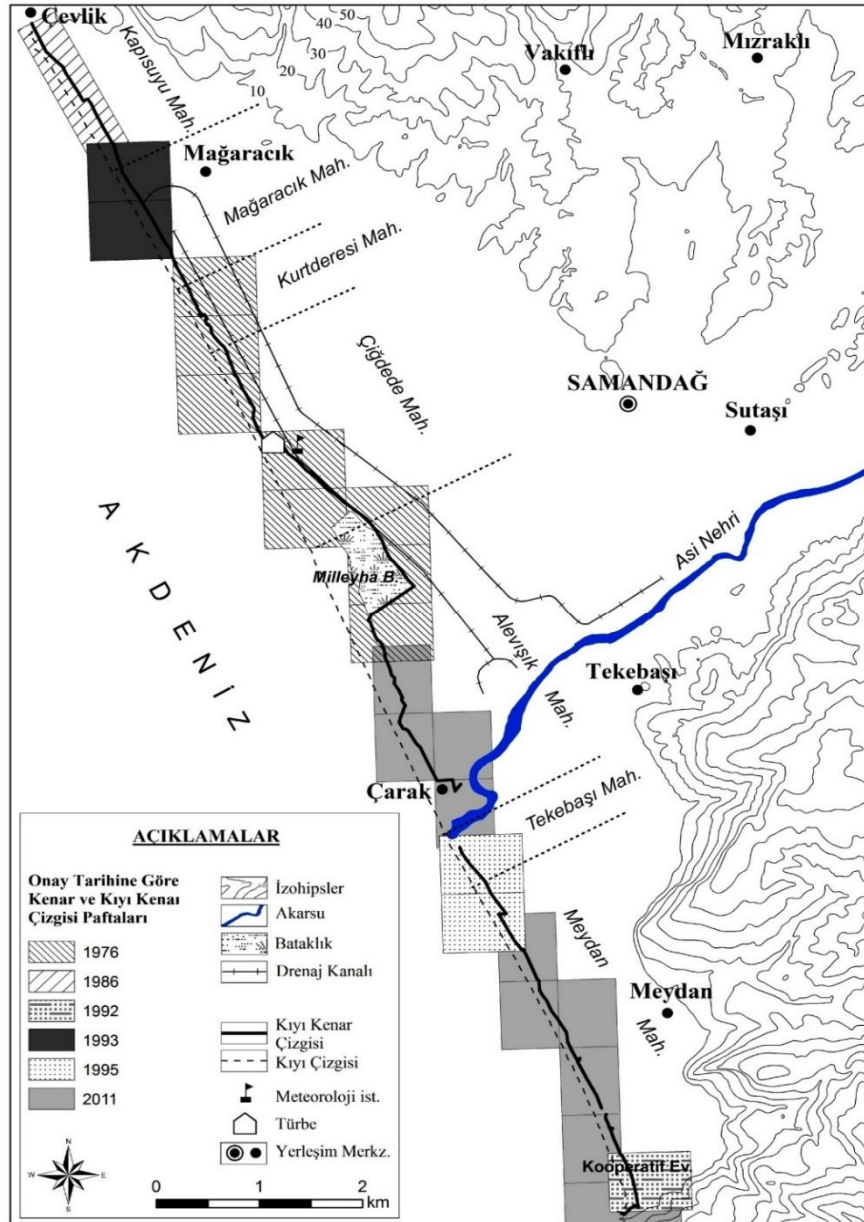 Çevlik
40
50
30
20
10
Vakıflı
Mızraklı
Kapısuyu Mah.
Mağaracık
Mağaracık Mah.
Kurtderesi Mah.
Çiğdede Mah.
SAMANDAĞ
Sutaşı
AKDENİZ
Asi Nehri
Milleyha B.
Alevışık
Mah.
Tekebaşı
Çarak
Tekebaşı Mah.
Meydan
Mah.
Meydan
Kooperatif Ev.
AÇIKLAMALAR
Onay Tarihine Göre
Kenar ve Kıyı Kenaı
Çizgisi Paftaları
1976
1986
1992
1993
1995
2011
İzohipsler
Akarsu
Bataklık
Drenaj Kanalı
Kıyı Kenar
Çizgisi
Kıyı Çizgisi
Meteoroloji ist.
Türbe
Yerleşim Merkz.
N
W
E
S
0 1 2
km